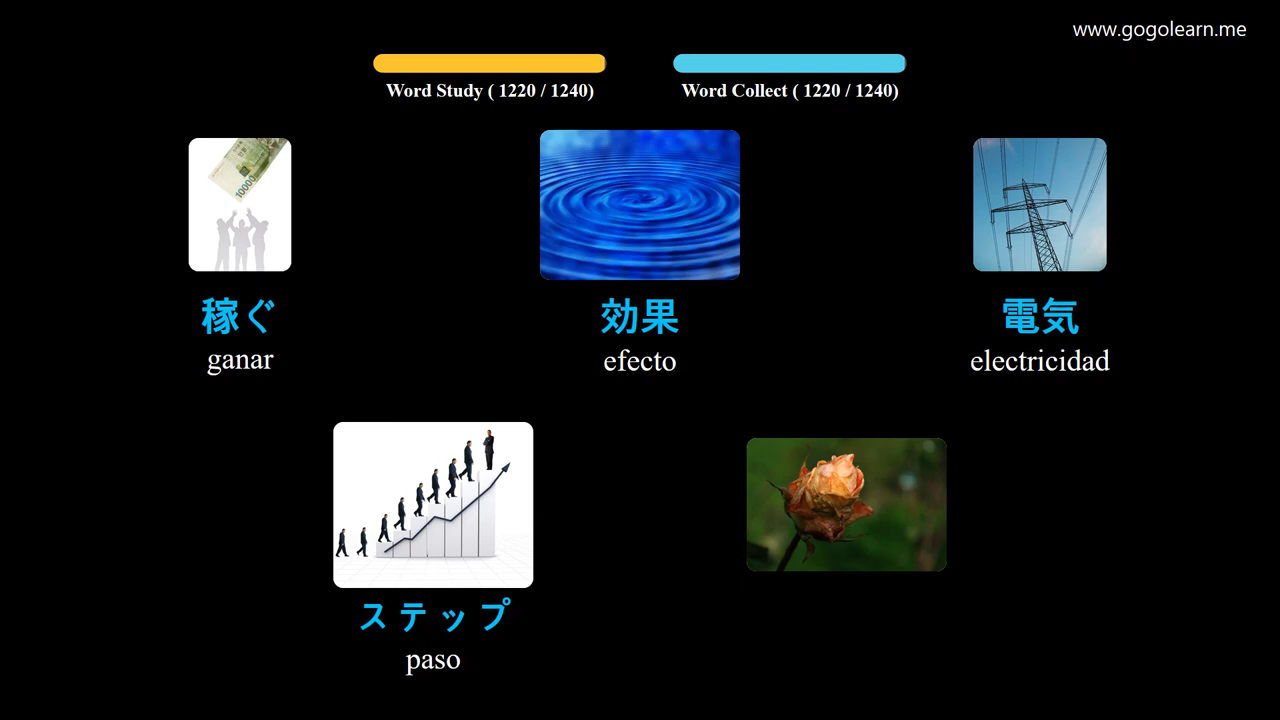 www.gogolearn.me
Word Study ( 1220 / 1240)
Word Collect ( 1220 / 1240)
10000
稼ぐ
ganar
効果
efecto
電気
electricidad
ステップ
paso